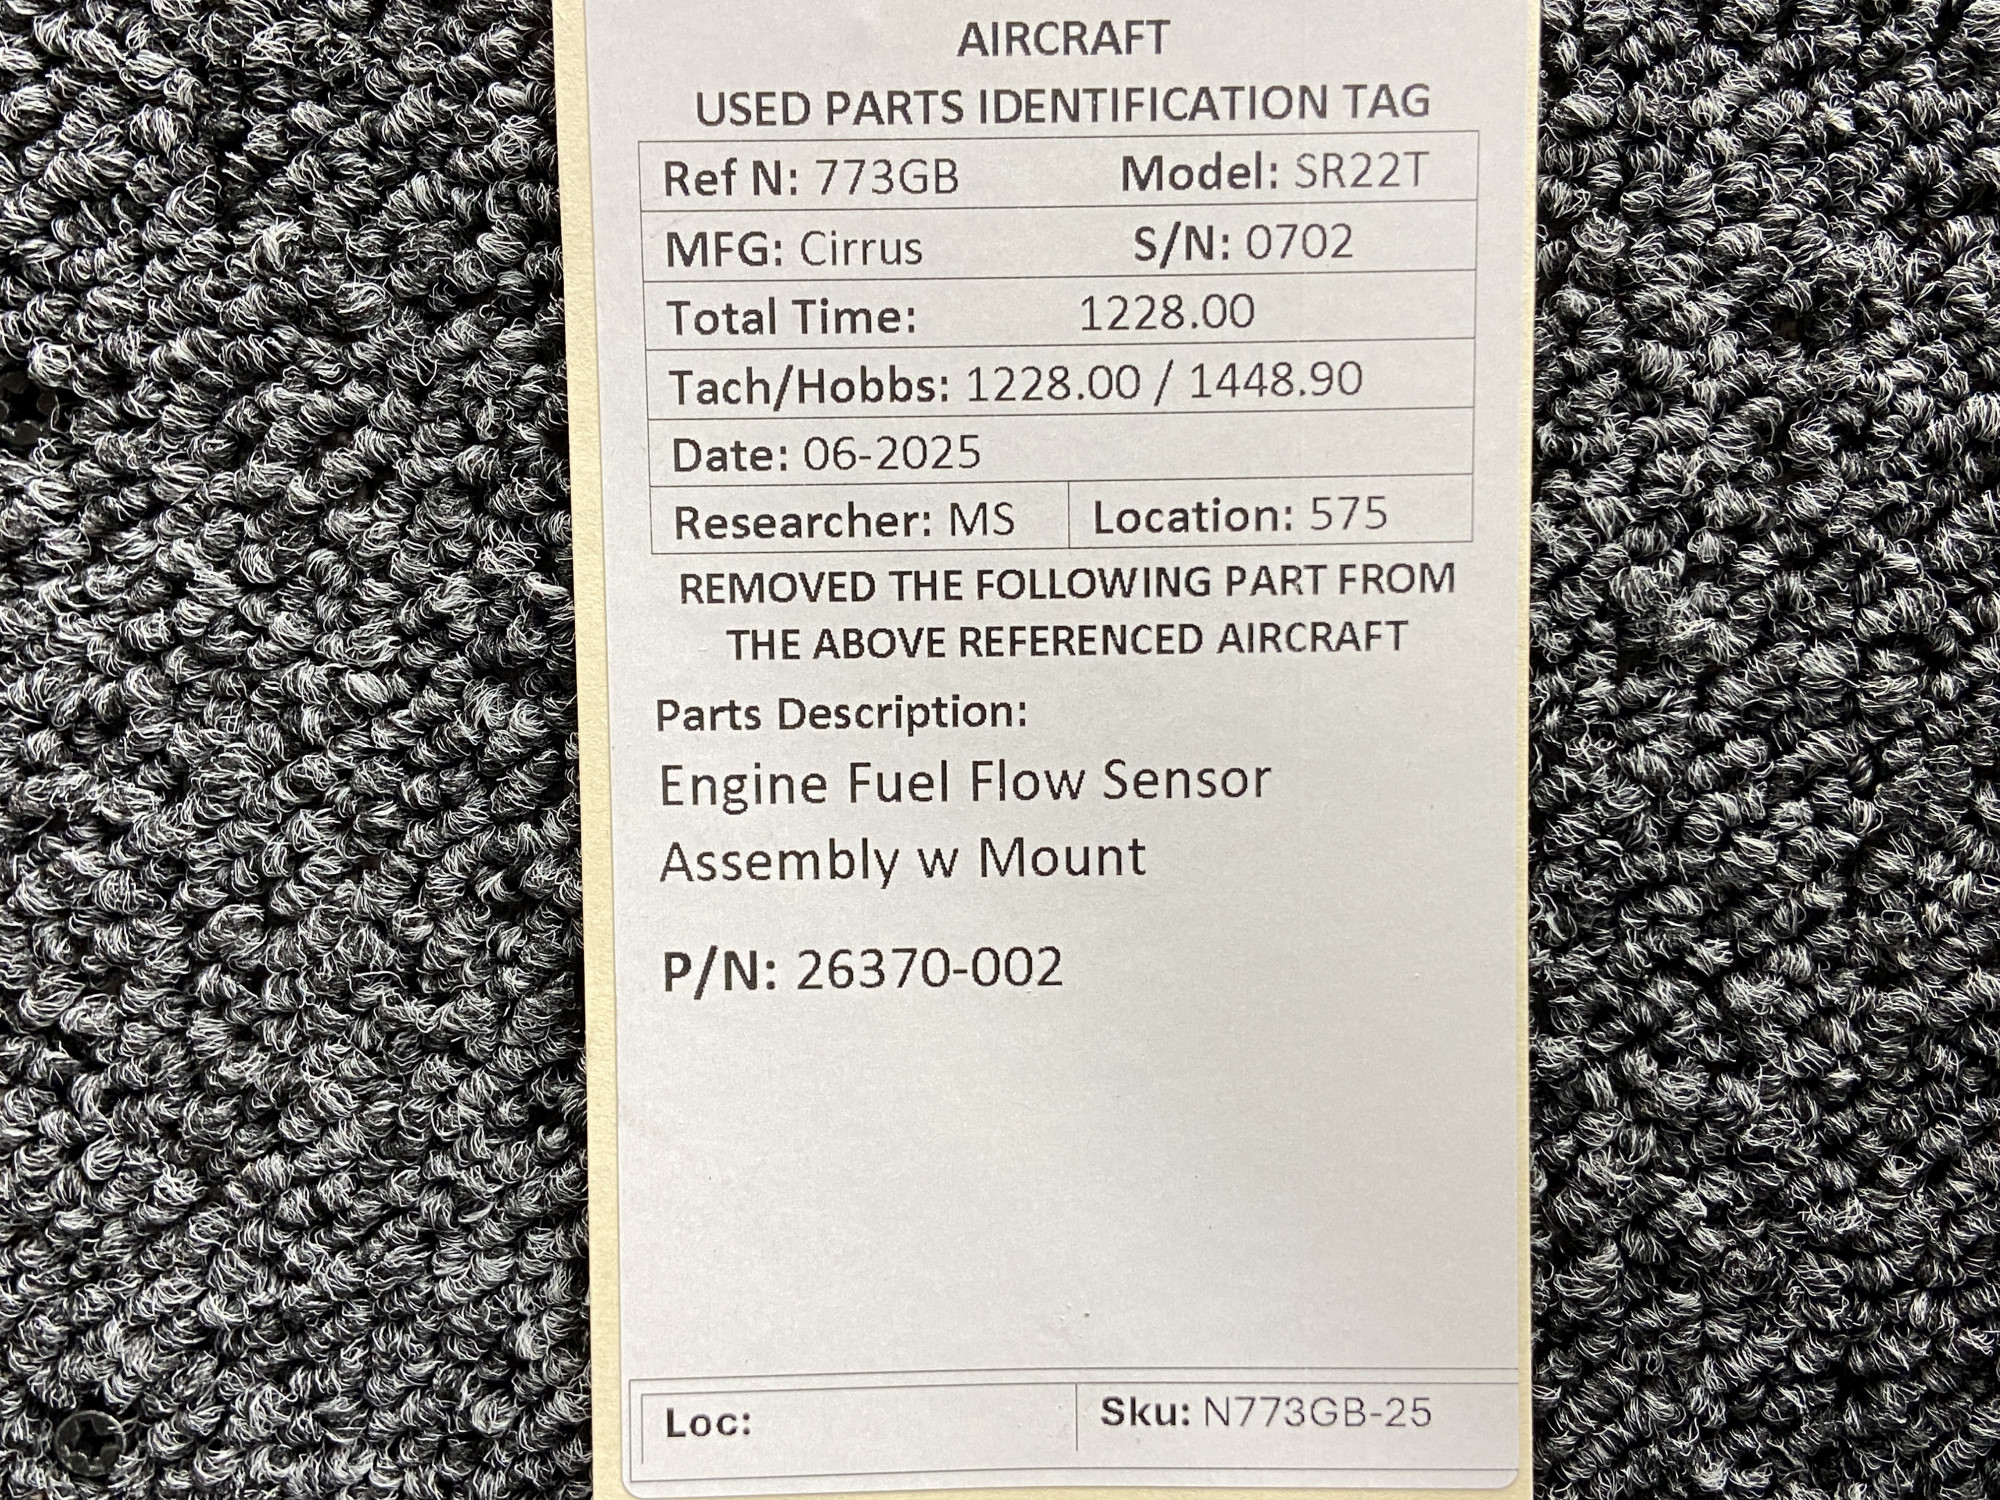 AIRCRAFT
USED PARTS IDENTIFICATION TAG
Ref N: 773GB Model: SR22T
MFG: Cirrus S/N: 0702
Total Time: 1228.00
Tach/Hobbs: 1228.00 / 1448.90
Date: 06-2025
Researcher: MS Location: 575
REMOVED THE FOLLOWING PART FROM
THE ABOVE REFERENCED AIRCRAFT
Parts Description:
Engine Fuel Flow Sensor
Assembly w Mount
P/N: 26370-002
Loc: Sku: N773GB-25